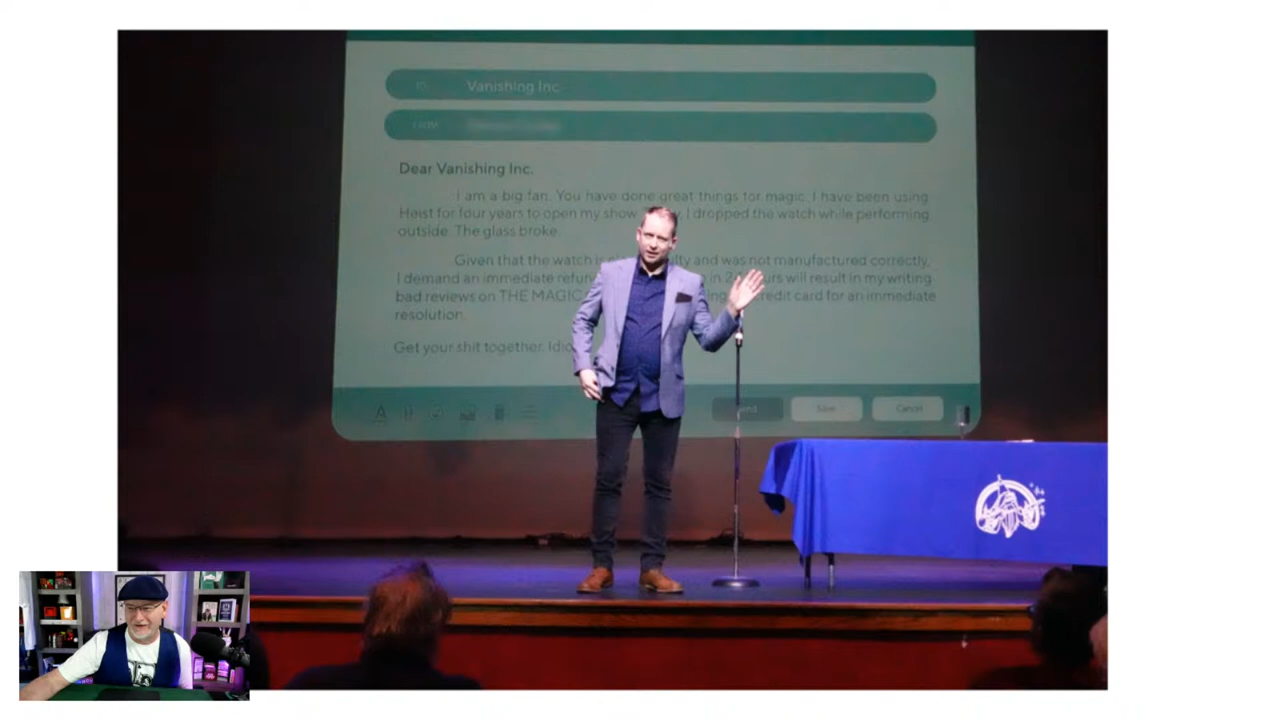 TO:
Vanishing Inc.
Dear Vanishing Inc.
I am a big fan. You have done great things for magic. I have been using
Heist for four years to open my show. I dropped the watch while performing
outside. The glass broke.
Given that the watch is and was not manufactured correctly,
I demand an immediate in will result in my writing
bad reviews on THE MAGIC credit card for an immediate
resolution.
Get your shit together.
Save
Cancel